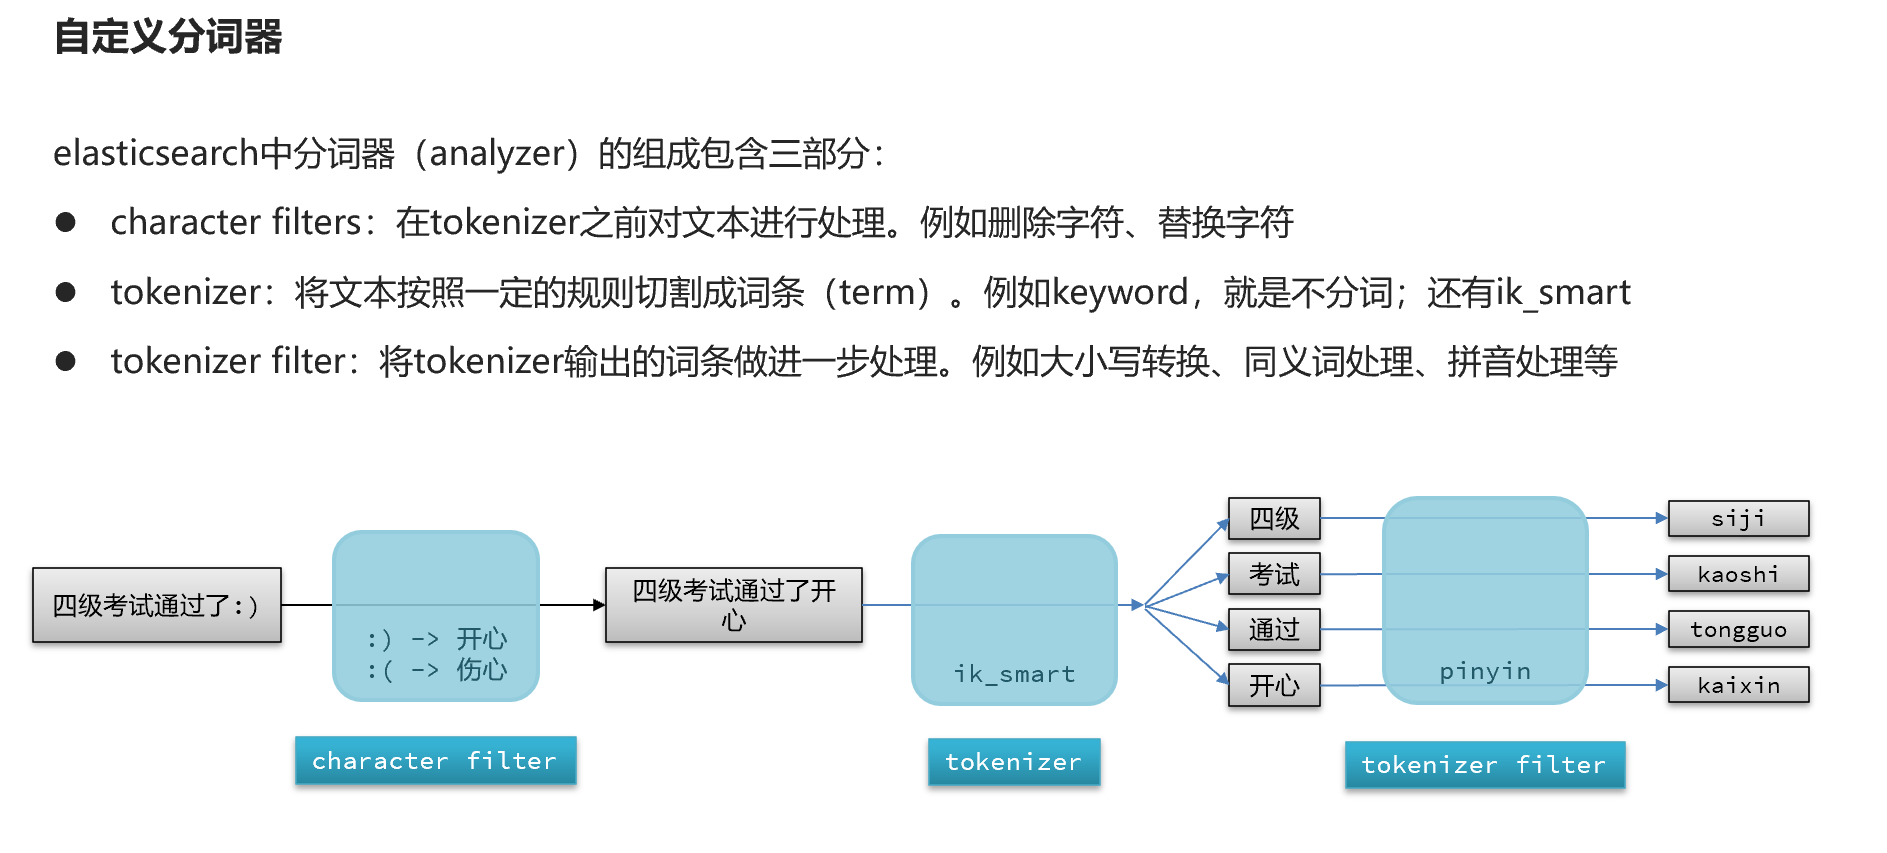 自定义分词器
elasticsearch中分词器（analyzer）的组成包含三部分：
● character filters：在tokenizer之前对文本进行处理。例如删除字符、替换字符
● tokenizer：将文本按照一定的规则切割成词条（term）。例如keyword，就是不分词；还有ik_smart
● tokenizer filter：将tokenizer输出的词条做进一步处理。例如大小写转换、同义词处理、拼音处理等
四级考试通过了:)
:) -> 开心
:( -> 伤心
character filter
四级考试通过了开
心
ik_smart
tokenizer
四级
考试
通过
开心
pinyin
tokenizer filter
siji
kaoshi
tongguo
kaixin